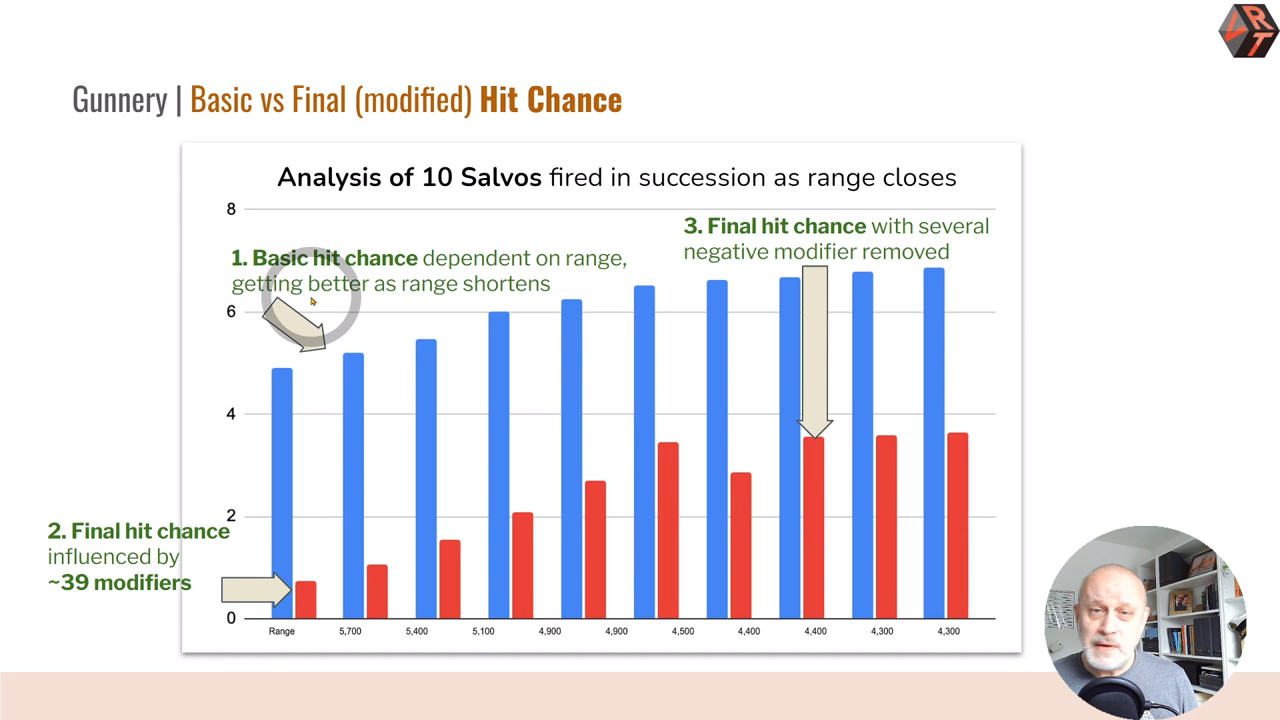 LRT
Gunnery | Basic vs Final (modified) Hit Chance
Analysis of 10 Salvos fired in succession as range closes
8
6
4
2
0
1. Basic hit chance dependent on range,
getting better as range shortens
3. Final hit chance with several
negative modifier removed
2. Final hit chance
influenced by
~39 modifiers
Range 5,700 5,400 5,100 4,900 4,900 4,500 4,400 4,400 4,300 4,300